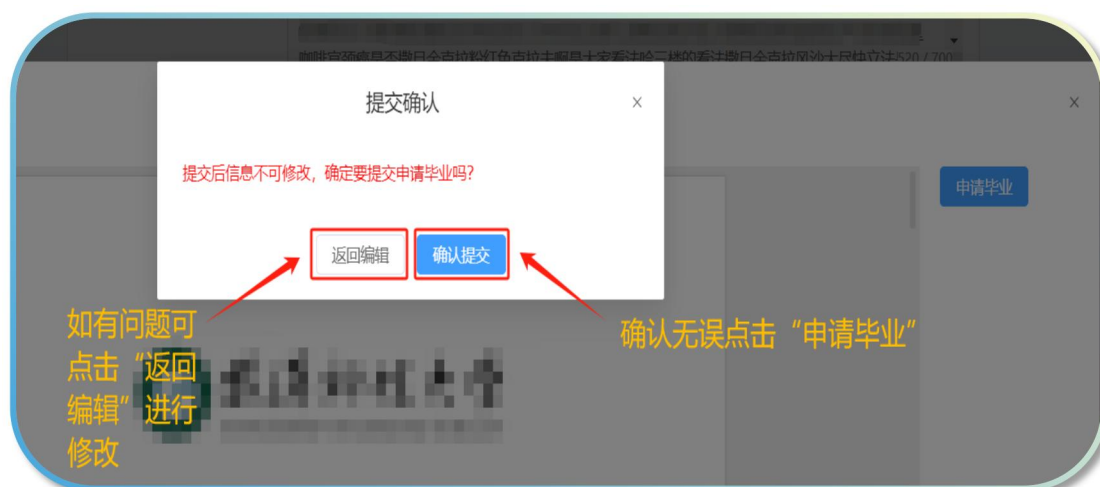 提交确认
×
×
提交后信息不可修改，确定要提交申请毕业吗?
申请毕业
返回编辑
确认提交
如有问题可
点击“返回
编辑”进行
修改
确认无误点击“申请毕业”